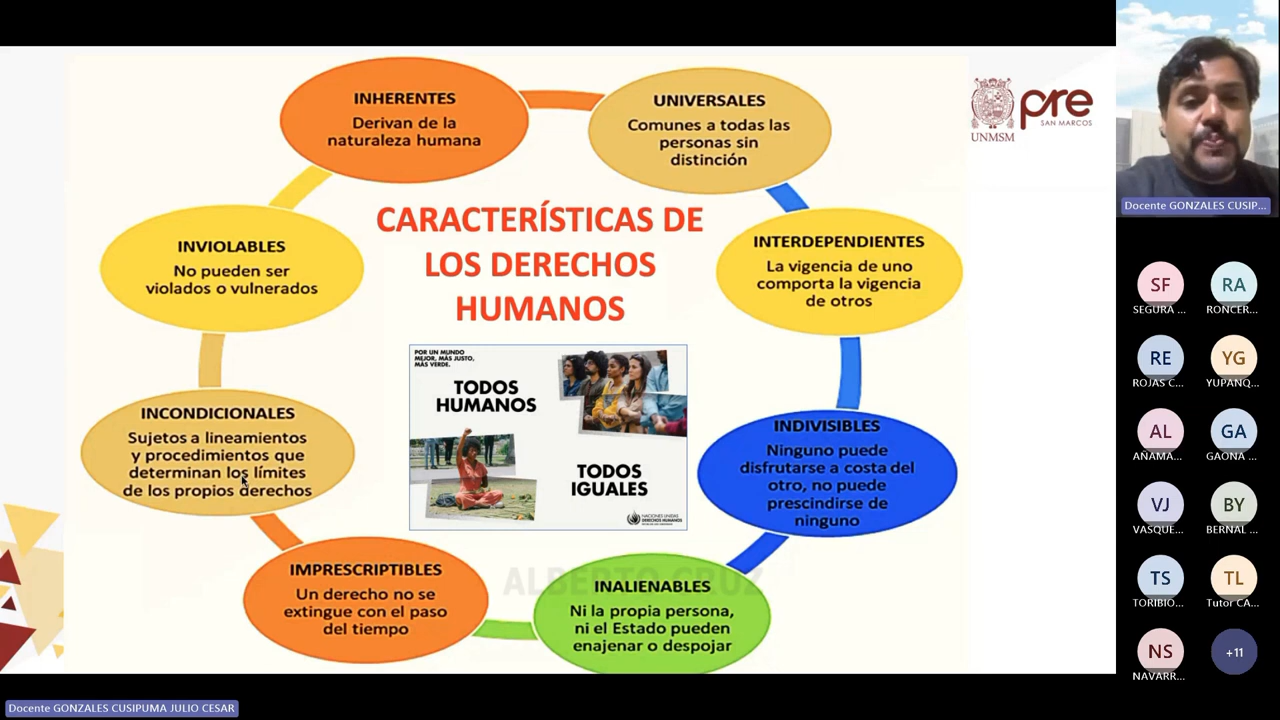 INHERENTES
Derivan de la
naturaleza humana
UNIVERSALES
Comunes a todas las
personas sin
distinción
INVIOLABLES
No pueden ser
violados o vulnerados
CARACTERÍSTICAS DE
LOS DERECHOS
HUMANOS
INTERDEPENDIENTES
La vigencia de uno
comporta la vigencia
de otros
POR UN MUNDO
MEJOR, MÁS JUSTO,
MÁS VERDE.
TODOS
HUMANOS
TODOS
IGUALES
NACIONES UNIDAS
DERECHOS HUMANOS
INCONDICIONALES
Sujetos a lineamientos
y procedimientos que
determinan los límites
de los propios derechos
INDIVISIBLES
Ninguno puede
disfrutarse a costa del
otro, no puede
prescindirse de
ninguno
IMPRESCRIPTIBLES
Un derecho no se
extingue con el paso
del tiempo
ALBERTO CRUZ
INALIENABLES
Ni la propia persona,
ni el Estado pueden
enajenar o despojar
UNMSM
pre
SAN MARCOS
Docente GONZALES CUSIP...
SF
SEGURA ...
RA
RONCER...
RE
ROJAS C...
YG
YUPANQ...
AL
AÑAMA...
GA
GAONA ...
VJ
VASQUE...
BY
BERNAL ...
TS
TORIBIO...
TL
Tutor CA...
NS
NAVARR...
+11
Docente GONZALES CUSIPUMA JULIO CESAR